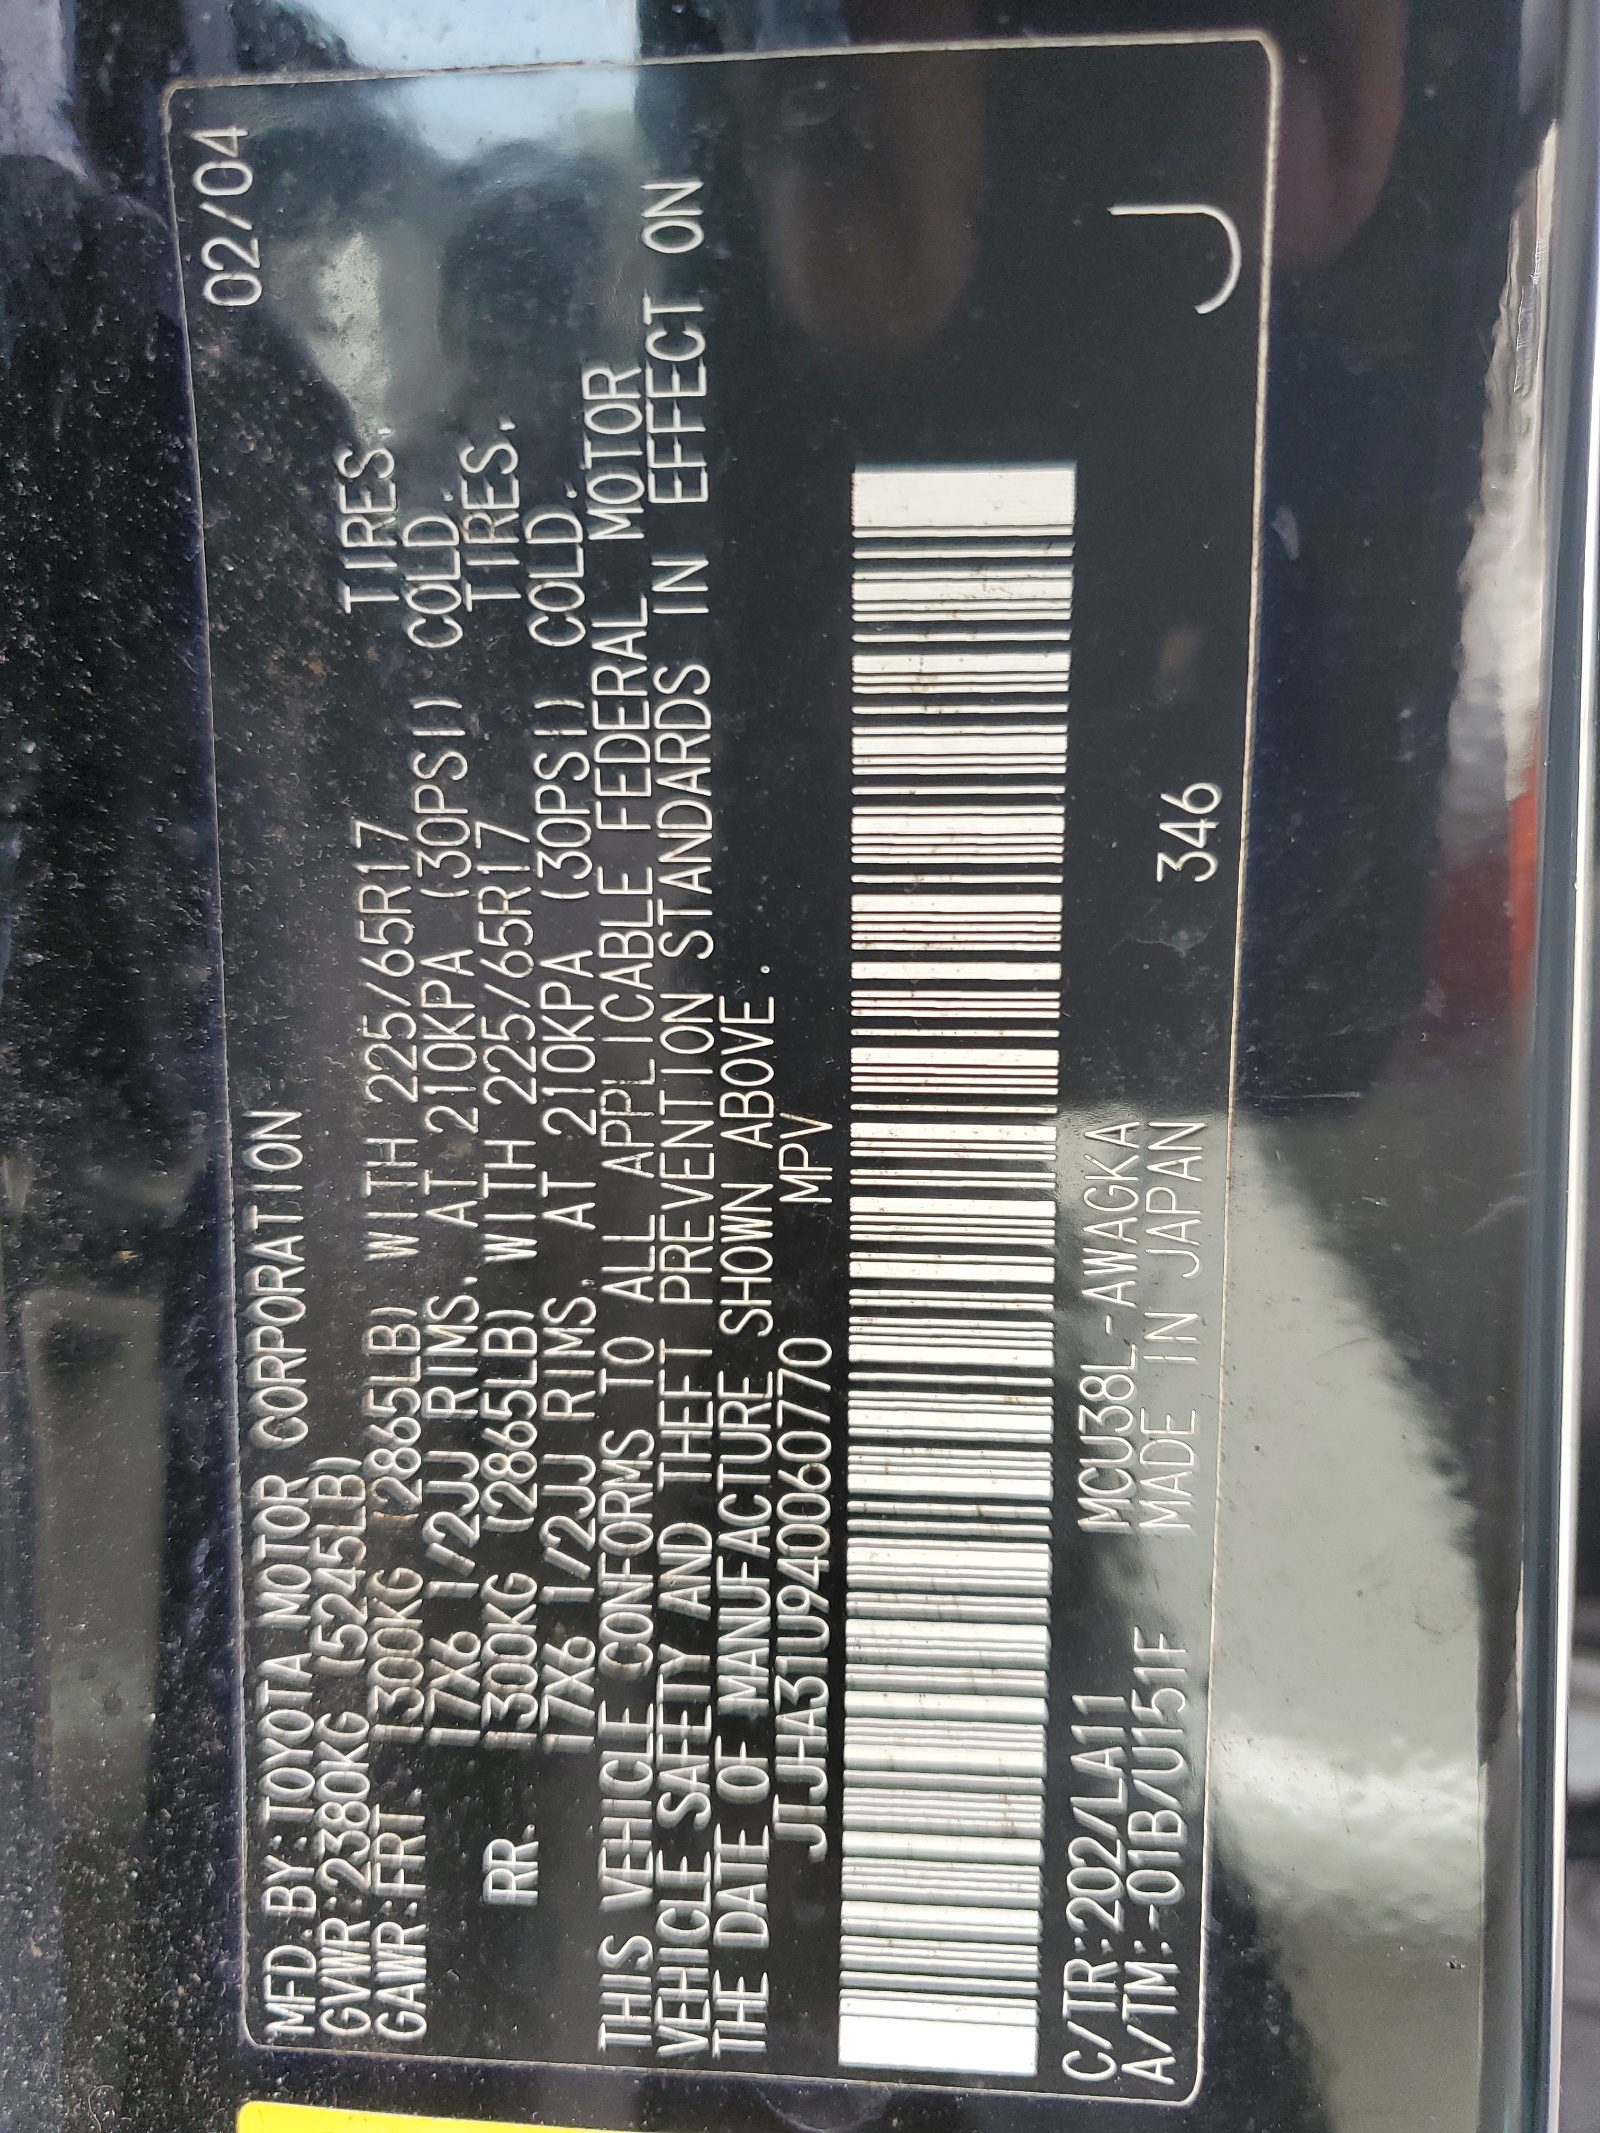 MFD.BY:TOYOTA MOTOR CORPORATION 02/04
GVWR:2380KG (5245LB)
GAWR:FRT. 1300KG (2865LB) WITH 225/65R17 TIRES.
17X6 1/2JJ RIMS. AT 210KPA (30PSI) COLD.
RR. 1300KG (2865LB) WITH 225/65R17 TIRES.
17X6 1/2JJ RIMS. AT 210KPA (30PSI) COLD.
THIS VEHICLE CONFORMS TO ALL APPLICABLE FEDERAL MOTOR
VEHICLE SAFETY AND THEFT PREVENTION STANDARDS IN EFFECT ON
THE DATE OF MANUFACTURE SHOWN ABOVE.
JTJHA31U940060770 MPV
C/TR:202/LA11 MCU38L-AWAGKA
A/TM:-01B/U151F MADE IN JAPAN 346 J